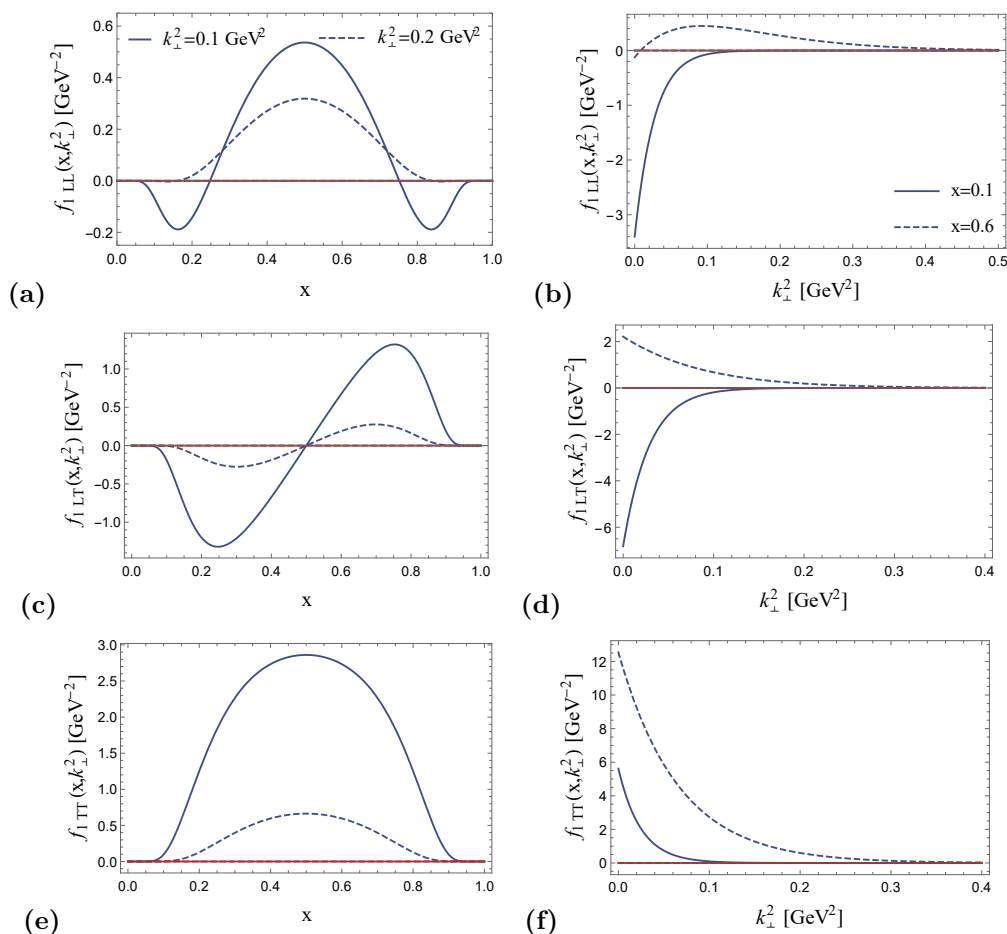 k⊥²=0.1 GeV²
k⊥²=0.2 GeV²
f1 LL(x,k⊥²) [GeV⁻²]
0.6
0.4
0.2
0.0
−0.2
0.0 0.2 0.4 0.6 0.8 1.0
x
(a)
f1 LL(x,k⊥²) [GeV⁻²]
0
−1
−2
−3
x=0.1
x=0.6
0.0 0.1 0.2 0.3 0.4 0.5
k⊥² [GeV²]
(b)
f1 LT(x,k⊥²) [GeV⁻²]
1.0
0.5
0.0
−0.5
−1.0
0.0 0.2 0.4 0.6 0.8 1.0
x
(c)
f1 LT(x,k⊥²) [GeV⁻²]
2
0
−2
−4
−6
0.0 0.1 0.2 0.3 0.4
k⊥² [GeV²]
(d)
f1 TT(x,k⊥²) [GeV⁻²]
3.0
2.5
2.0
1.5
1.0
0.5
0.0
0.0 0.2 0.4 0.6 0.8 1.0
x
(e)
f1 TT(x,k⊥²) [GeV⁻²]
12
10
8
6
4
2
0
0.0 0.1 0.2 0.3 0.4
k⊥² [GeV²]
(f)